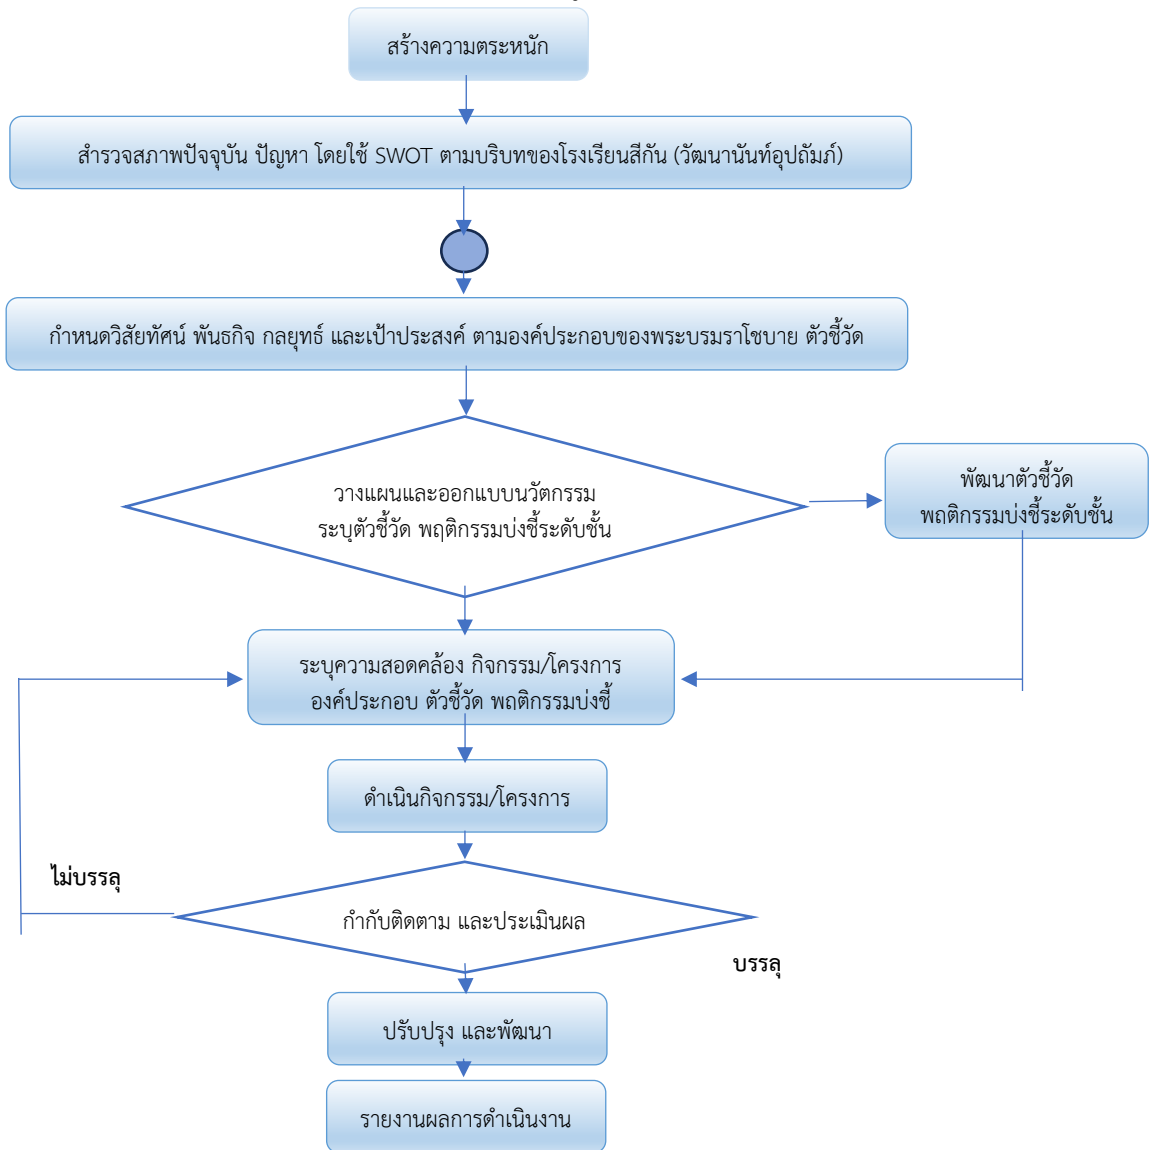 สร้างความตระหนัก
สำรวจสภาพปัจจุบัน ปัญหา โดยใช้ SWOT ตามบริบทของโรงเรียนสีกัน (วัฒนานันท์อุปถัมภ์)
กำหนดวิสัยทัศน์ พันธกิจ กลยุทธ์ และเป้าประสงค์ ตามองค์ประกอบของพระบรมราโชบาย ตัวชี้วัด
วางแผนและออกแบบนวัตกรรม
ระบุตัวชี้วัด พฤติกรรมบ่งชี้ระดับชั้น
พัฒนาตัวชี้วัด
พฤติกรรมบ่งชี้ระดับชั้น
ระบุความสอดคล้อง กิจกรรม/โครงการ
องค์ประกอบ ตัวชี้วัด พฤติกรรมบ่งชี้
ดำเนินกิจกรรม/โครงการ
ไม่บรรลุ
กำกับติดตาม และประเมินผล
บรรลุ
ปรับปรุง และพัฒนา
รายงานผลการดำเนินงาน